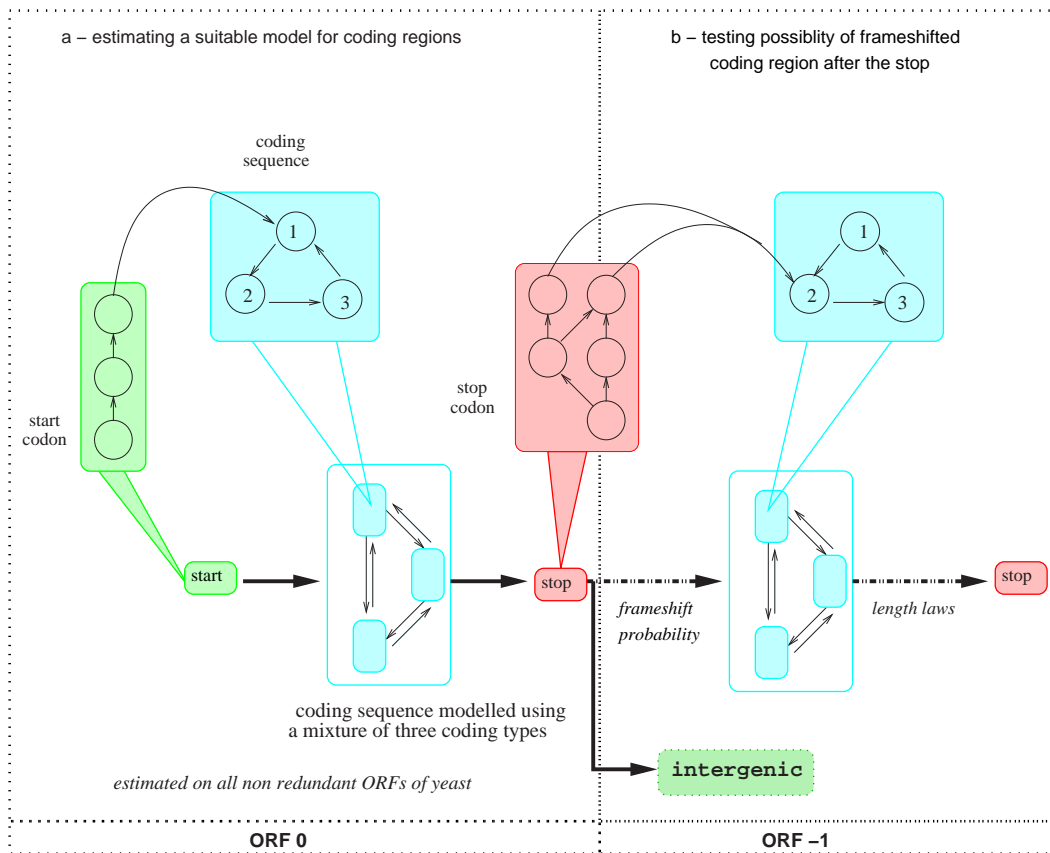 a – estimating a suitable model for coding regions
b – testing possiblity of frameshifted
coding region after the stop
coding
sequence
1
2
3
start
codon
stop
codon
1
2
3
start
stop
frameshift
probability
length laws
stop
coding sequence modelled using
a mixture of three coding types
intergenic
estimated on all non redundant ORFs of yeast
ORF 0
ORF –1